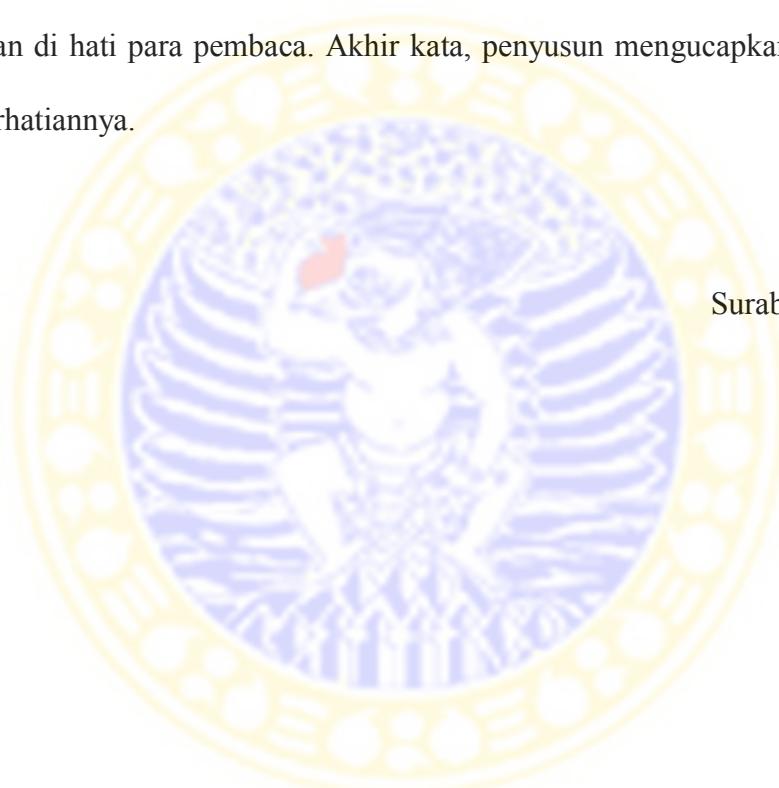 an di hati para pembaca. Akhir kata, penyusun mengucapkan
rhatiannya.
Surab